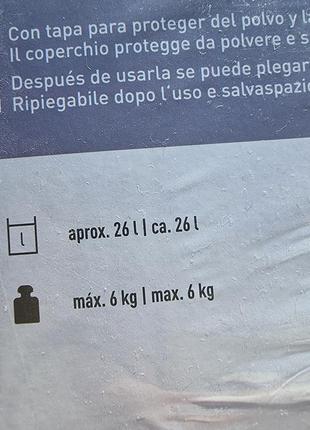 Con tapa para proteger del polvo y
Il coperchio protegge da polvere e
Después de usarla se puede plegar
Ripiegabile dopo l'uso e salvaspazio
l
aprox. 26 l | ca. 26 l
máx. 6 kg | max. 6 kg